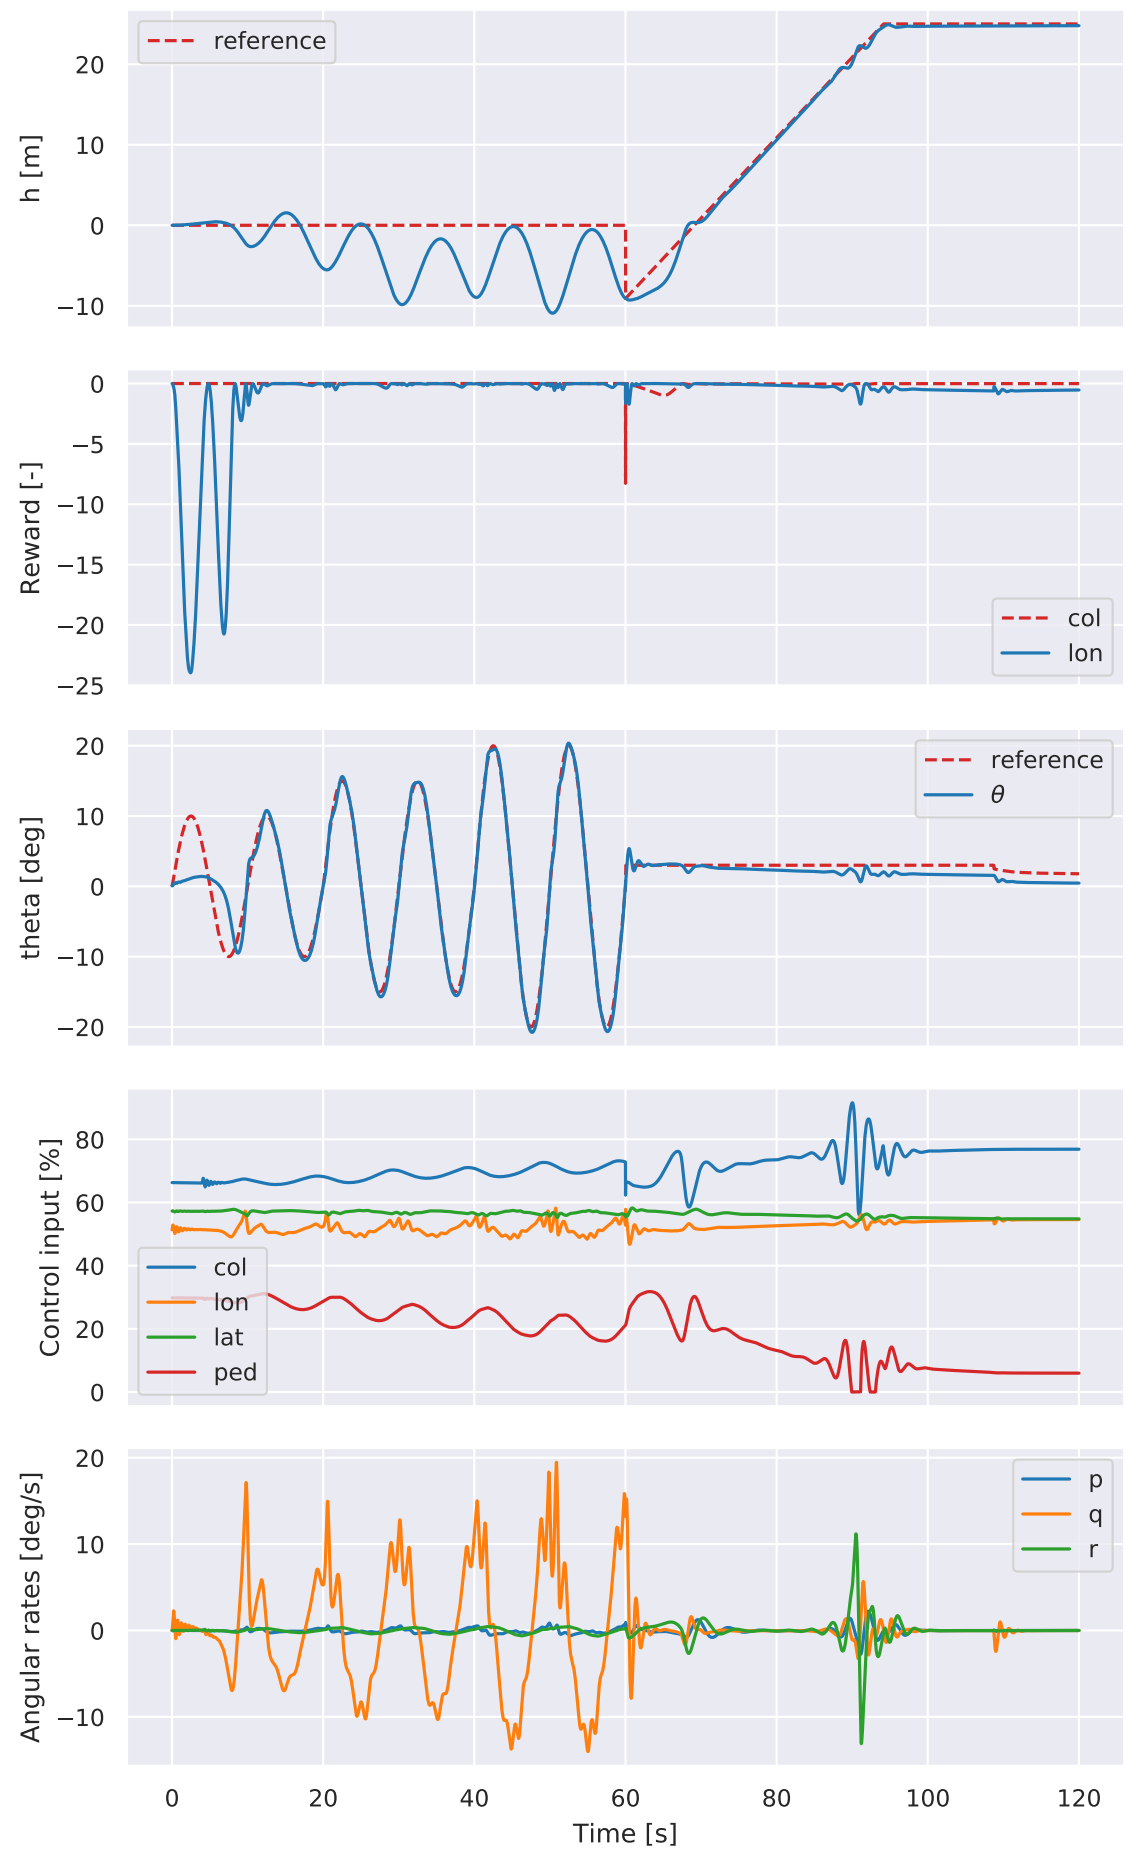 reference
h [m]
20
10
0
−10
Reward [-]
0
−5
−10
−15
−20
−25
col
lon
theta [deg]
20
10
0
−10
−20
reference
θ
Control input [%]
80
60
40
20
0
col
lon
lat
ped
Angular rates [deg/s]
20
10
0
−10
p
q
r
0 20 40 60 80 100 120
Time [s]